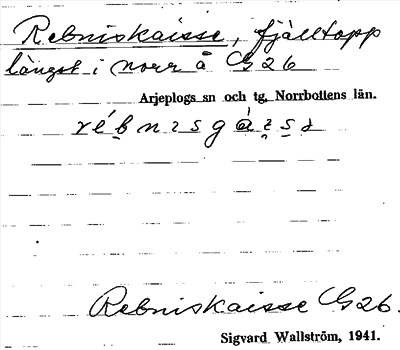 Rebniskaisse, fjälltopp
längst i norr å G26
Arjeplogs sn och tg, Norrbottens län.
Rebniskaisse G26.
Sigvard Wallström, 1941.